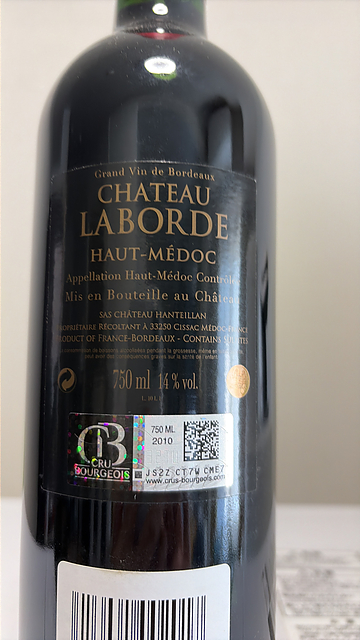 Grand Vin de Bordeaux
CHATEAU
LABORDE
HAUT-MÉDOC
Appellation Haut-Médoc Contrôlé
Mis en Bouteille au Château
SAS CHÂTEAU HANTEILLAN
PROPRIÉTAIRE RÉCOLTANT À 33250 CISSAC MÉDOC-FRANCE
PRODUCT OF FRANCE-BORDEAUX - CONTAINS SULFITES
750 ml 14 % vol.
CB
CRU
BOURGEOIS
750 ML
2010
JS2Z CT7W CME7
www.crus-bourgeois.com